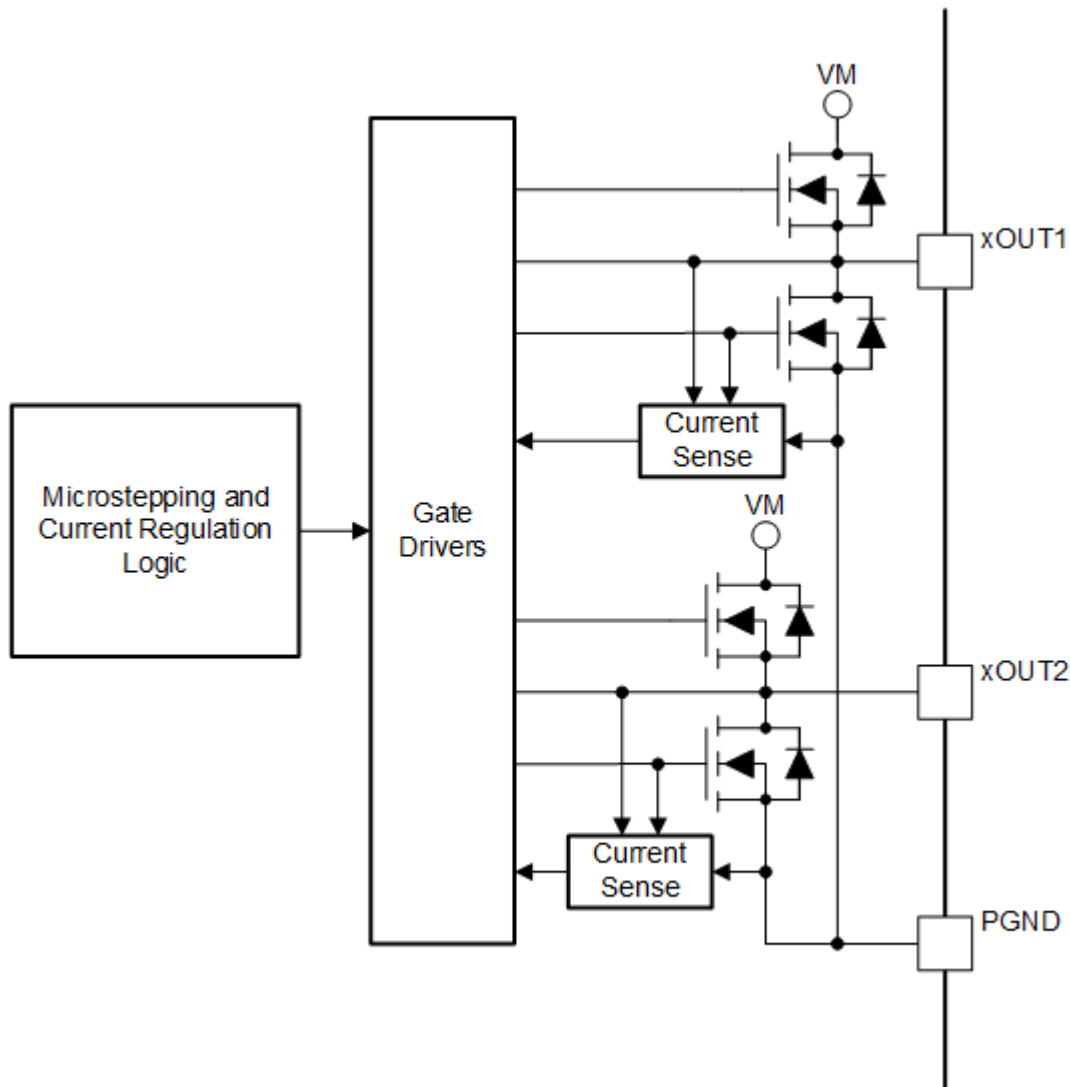 VM
xOUT1
Current
Sense
Microstepping and
Current Regulation
Logic
Gate
Drivers
VM
xOUT2
Current
Sense
PGND